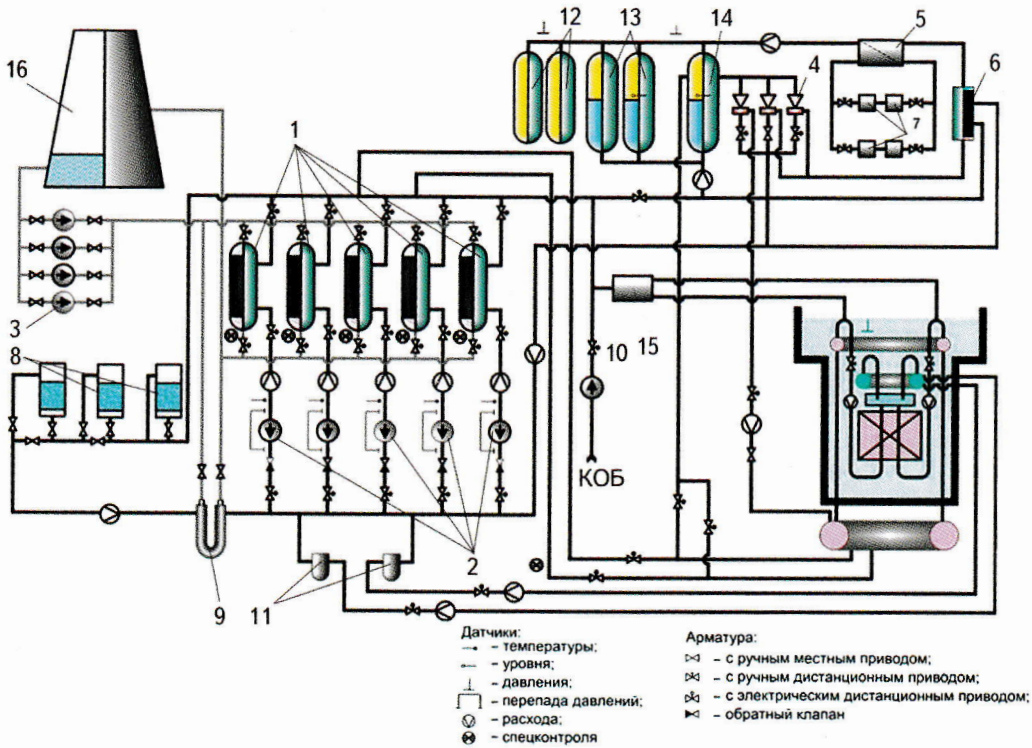 12
13
14
5
16
4
6
1
7
3
10
15
8
КОБ
2
9
11
Датчики:
– температуры;
– уровня;
– давления;
– перепада давлений;
– расхода;
– спецконтроля
Арматура:
– с ручным местным приводом;
– с ручным дистанционным приводом;
– с электрическим дистанционным приводом;
– обратный клапан